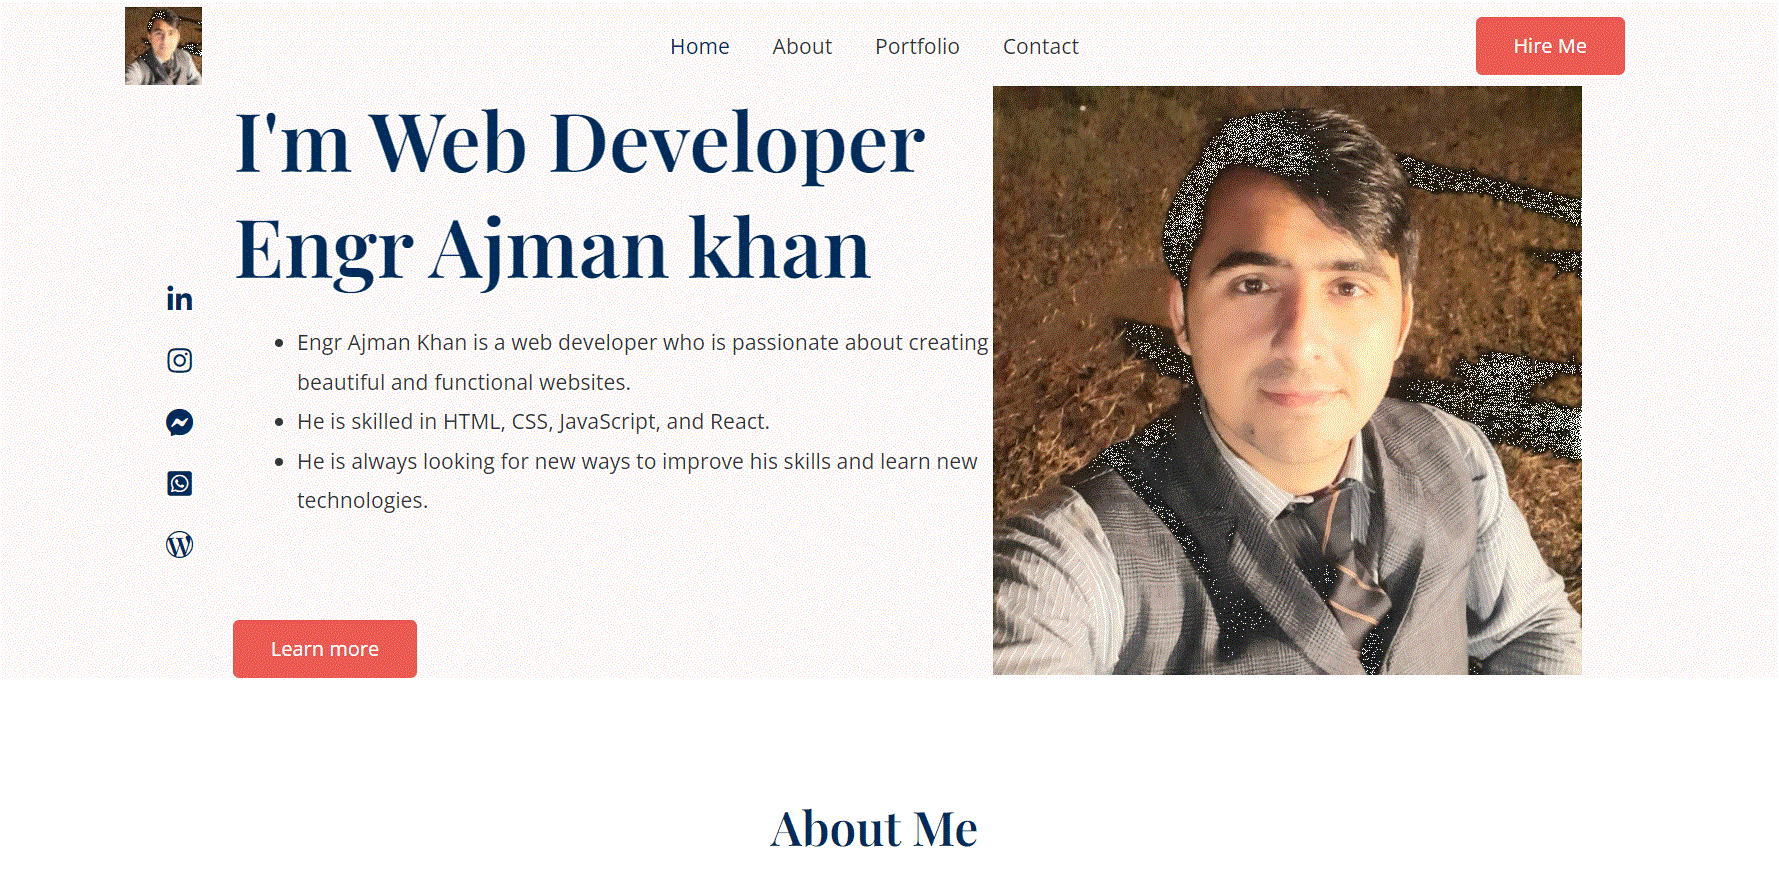 Home About Portfolio Contact Hire Me
I'm Web Developer
Engr Ajman khan
Engr Ajman Khan is a web developer who is passionate about creating
beautiful and functional websites.
He is skilled in HTML, CSS, JavaScript, and React.
He is always looking for new ways to improve his skills and learn new
technologies.
Learn more
About Me